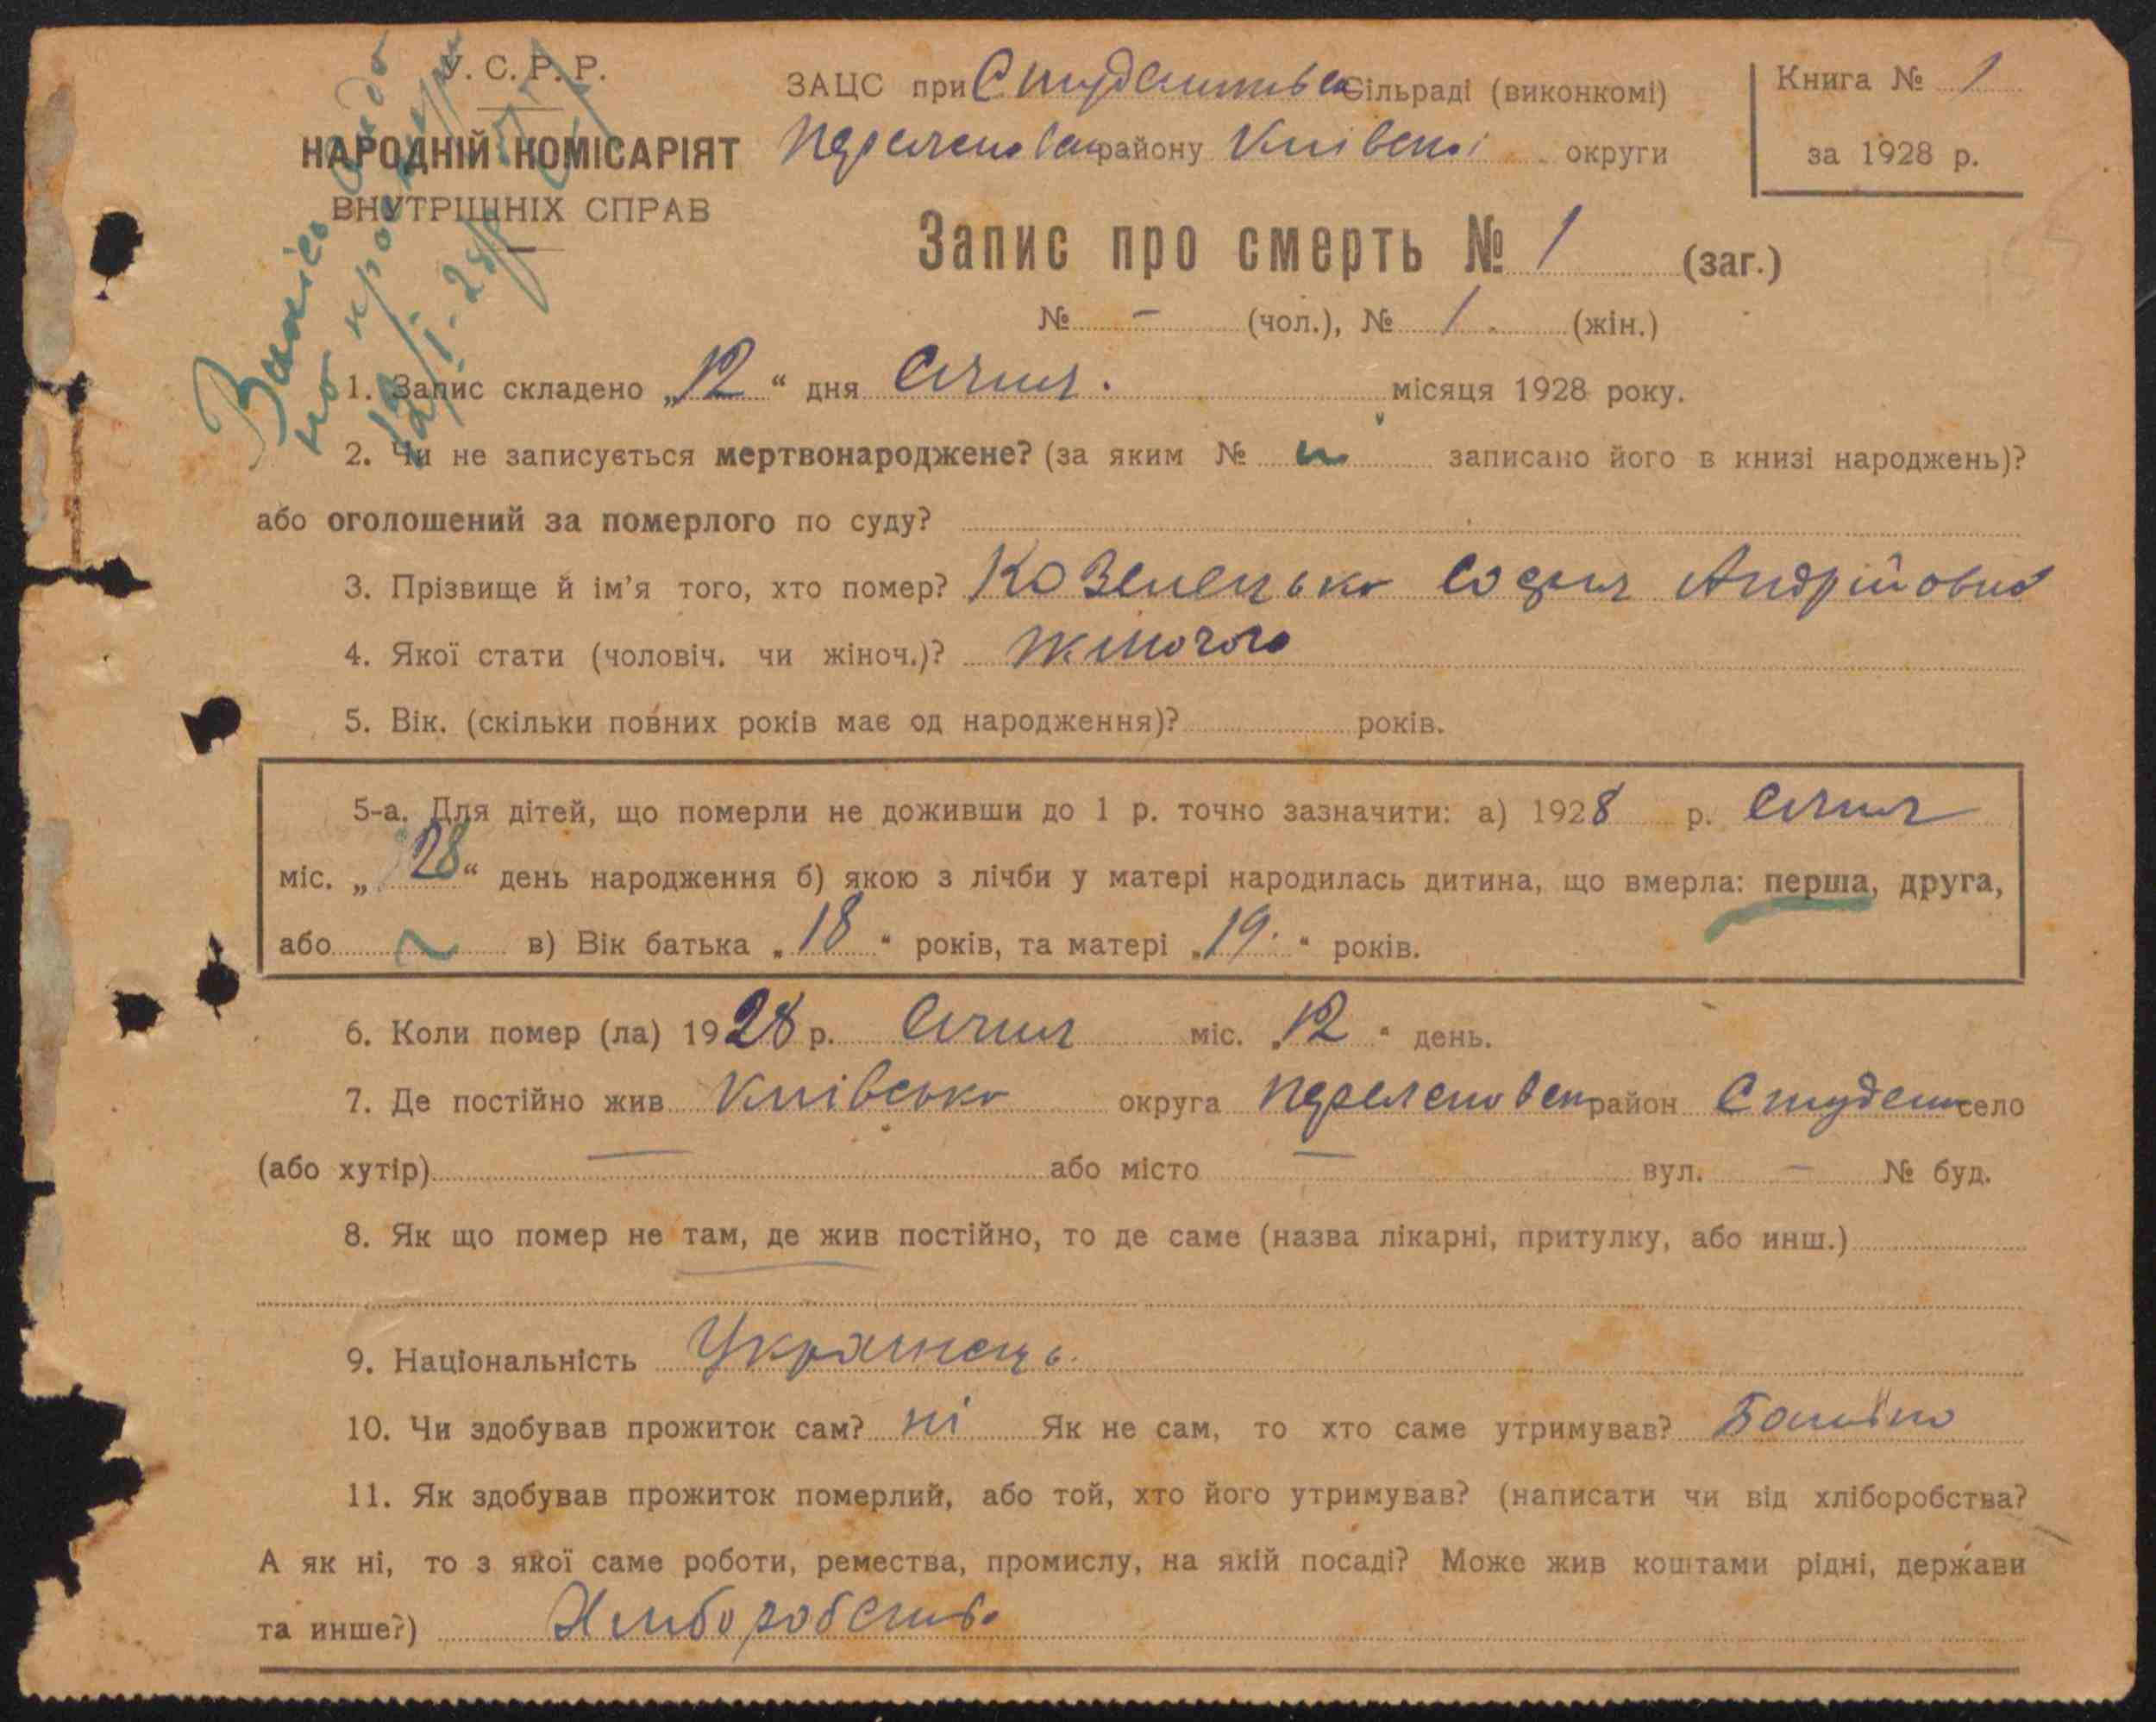 У. С. Р. Р.
НАРОДНІЙ КОМІСАРІЯТ
ВНУТРІШНІХ СПРАВ
ЗАЦС при Сільраді (виконкомі)
району Київської округи
Книга № 1
за 1928 р.
Запис про смерть № 1 (заг.)
№ – (чол.), № 1. (жін.)
1. Запис складено „12“ дня Січня. місяця 1928 року.
2. Чи не записується мертвонароджене? (за яким № записано його в книзі народжень)?
або оголошений за померлого по суду?
3. Прізвище й ім'я того, хто помер? Софія Андрійовна
4. Якої стати (чоловіч. чи жіноч.)? Жіночого
5. Вік. (скільки повних років має од народження)? років.
5-а. Для дітей, що померли не доживши до 1 р. точно зазначити: а) 1928 р. Січня
міс. „28“ день народження б) якою з лічби у матері народилась дитина, що вмерла: перша, друга,
або в) Вік батька „18“ років, та матері „19.“ років.
6. Коли помер (ла) 1928 р. Січня міс. „12“ день.
7. Де постійно жив Київська округа район село
(або хутір) — або місто — вул. — № буд.
8. Як що помер не там, де жив постійно, то де саме (назва лікарні, притулку, або инш.)
9. Національність Українець.
10. Чи здобував прожиток сам? ні Як не сам, то хто саме утримував? Батько
11. Як здобував прожиток померлий, або той, хто його утримував? (написати чи від хліборобства?
А як ні, то з якої саме роботи, ремества, промислу, на якій посаді? Може жив коштами рідні, держави
та инше?) Хліборобство